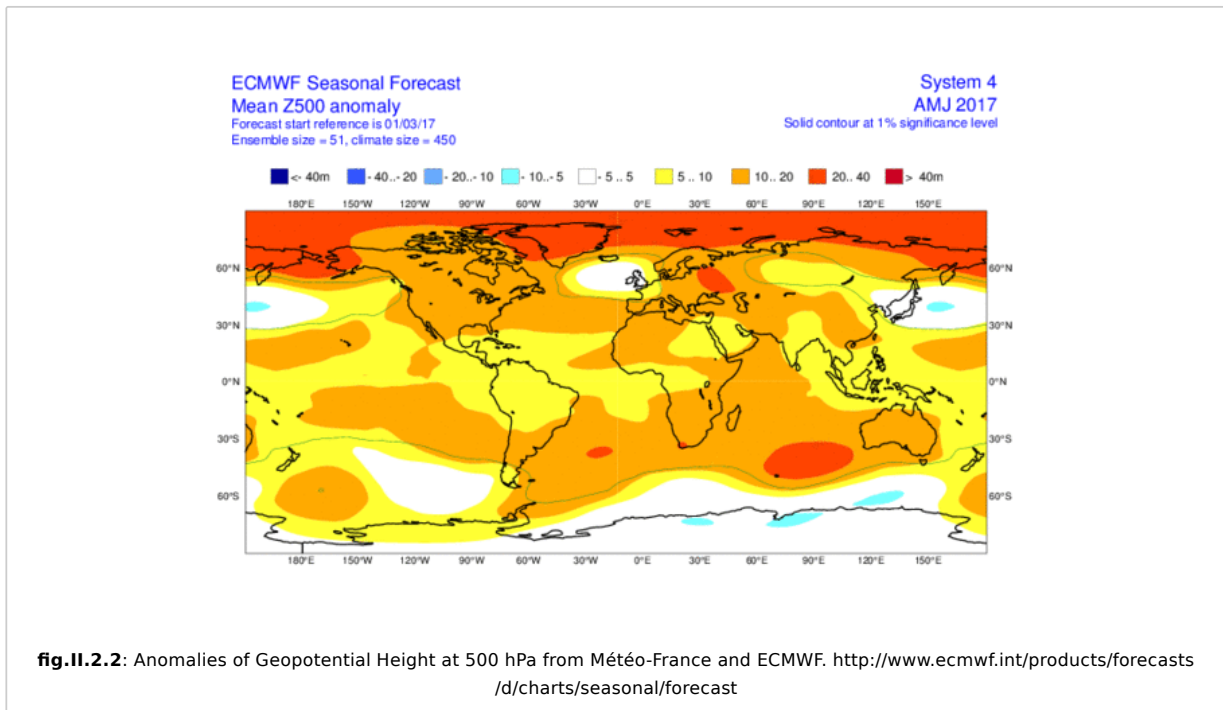 ECMWF Seasonal Forecast
Mean Z500 anomaly
Forecast start reference is 01/03/17
Ensemble size = 51, climate size = 450
System 4
AMJ 2017
Solid contour at 1% significance level
<- 40m - 40..- 20 - 20..- 10 - 10..- 5 - 5 .. 5 5 .. 10 10 .. 20 20 .. 40 > 40m
180°E 150°W 120°W 90°W 60°W 30°W 0°E 30°E 60°E 90°E 120°E 150°E
60°N 60°N
30°N 30°N
0°N 0°N
30°S 30°S
60°S 60°S
180°E 150°W 120°W 90°W 60°W 30°W 0°E 30°E 60°E 90°E 120°E 150°E
fig.II.2.2: Anomalies of Geopotential Height at 500 hPa from Météo-France and ECMWF. http://www.ecmwf.int/products/forecasts
/d/charts/seasonal/forecast